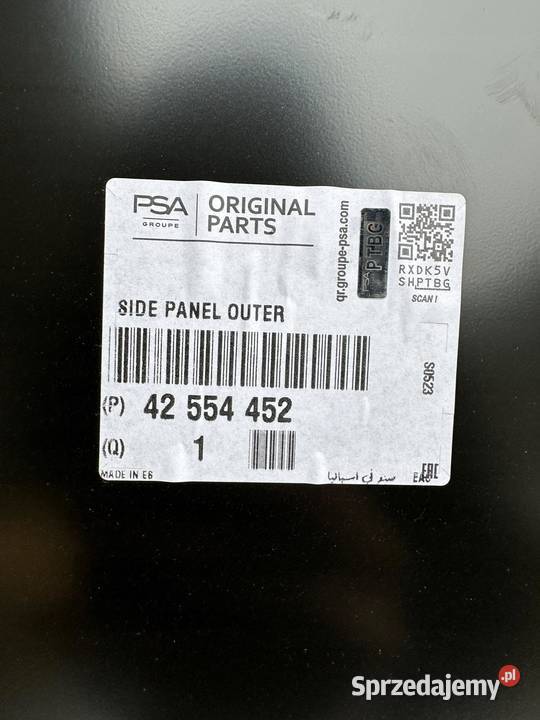 PSA
GROUPE
ORIGINAL
PARTS
qr.groupe-psa.com
PTBG
RXDK5V
SHPTBG
SCAN !
SIDE PANEL OUTER
S0523
(P) 42 554 452
(Q) 1
MADE IN ES
صنع في اسبانيا
EAC
Sprzedajemy.pl